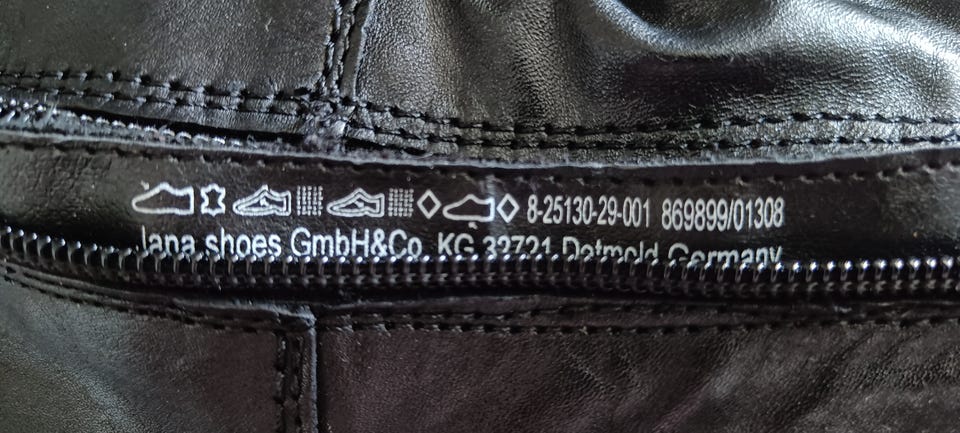 8-25130-29-001 869899/01308
Jana shoes GmbH&Co. KG 32721 Detmold Germany